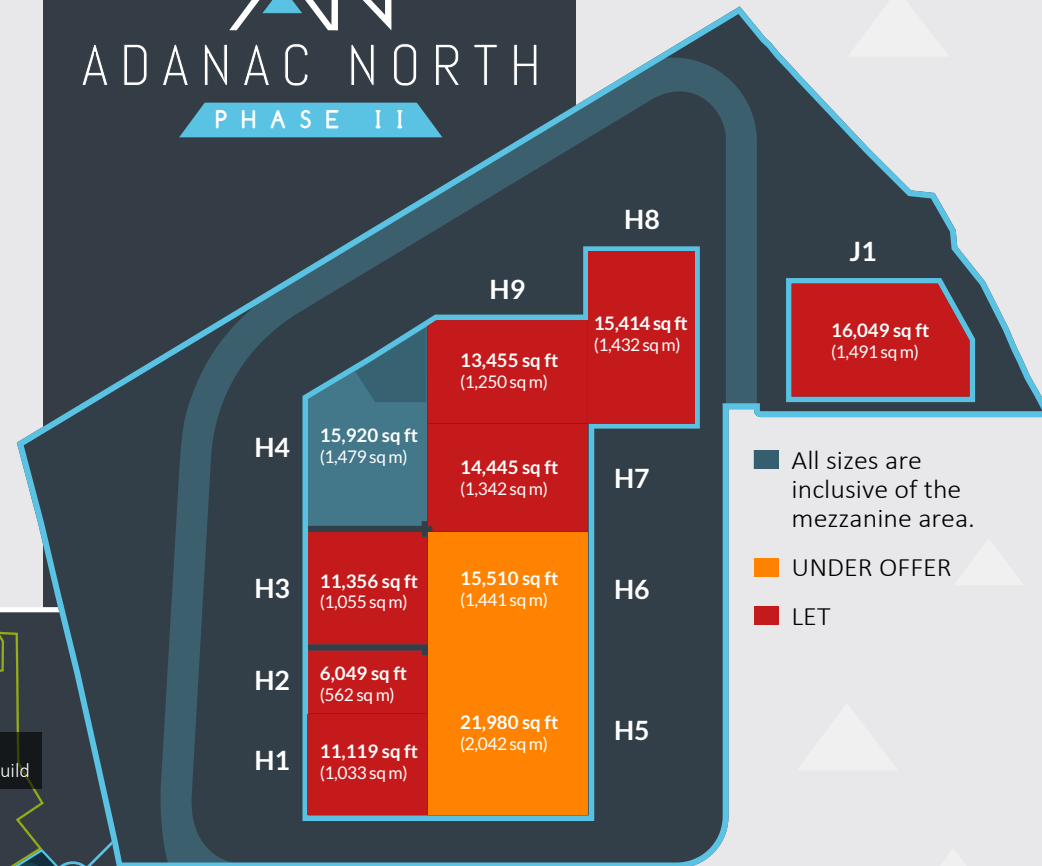 ADANAC NORTH
PHASE II
H8
15,414 sq ft
(1,432 sq m)
J1
16,049 sq ft
(1,491 sq m)
H9
13,455 sq ft
(1,250 sq m)
H4
15,920 sq ft
(1,479 sq m)
14,445 sq ft
(1,342 sq m)
H7
H3
11,356 sq ft
(1,055 sq m)
15,510 sq ft
(1,441 sq m)
H6
H2
6,049 sq ft
(562 sq m)
21,980 sq ft
(2,042 sq m)
H5
H1
11,119 sq ft
(1,033 sq m)
All sizes are
inclusive of the
mezzanine area.
UNDER OFFER
LET
uild